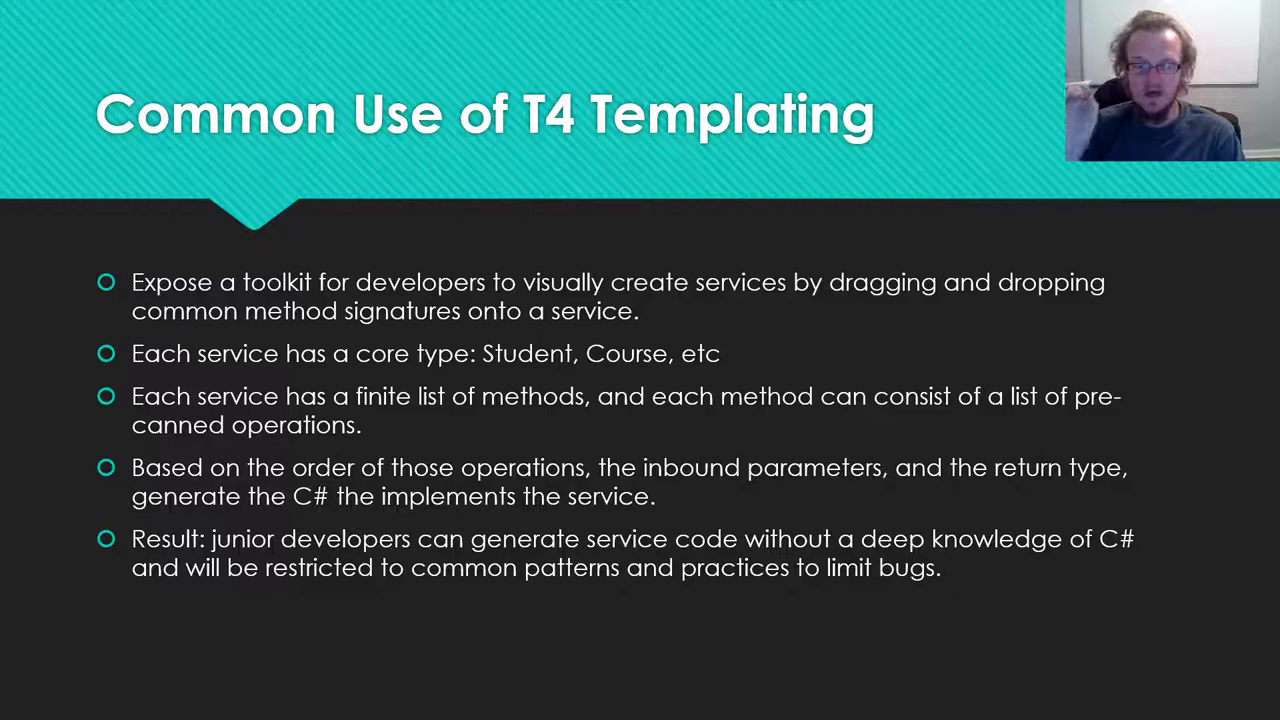 Common Use of T4 Templating
Expose a toolkit for developers to visually create services by dragging and dropping
common method signatures onto a service.
Each service has a core type: Student, Course, etc
Each service has a finite list of methods, and each method can consist of a list of pre-
canned operations.
Based on the order of those operations, the inbound parameters, and the return type,
generate the C# the implements the service.
Result: junior developers can generate service code without a deep knowledge of C#
and will be restricted to common patterns and practices to limit bugs.